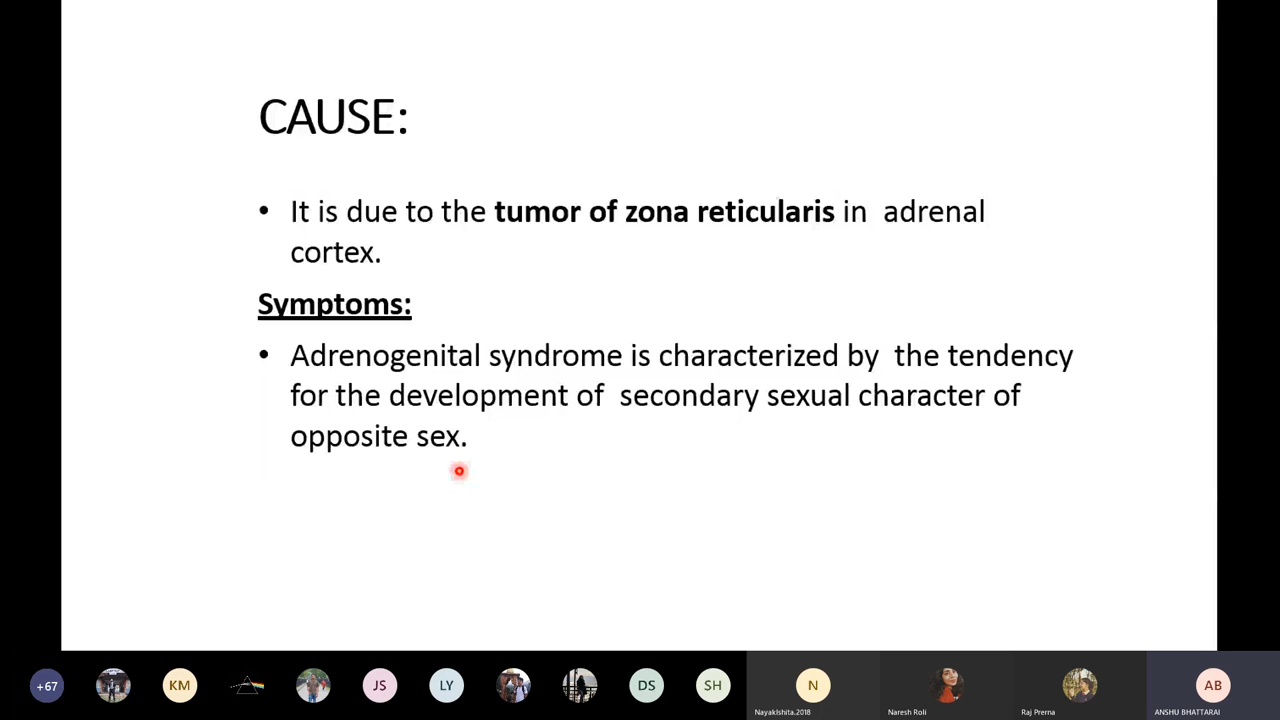 CAUSE:
• It is due to the tumor of zona reticularis in adrenal
cortex.
Symptoms:
• Adrenogenital syndrome is characterized by the tendency
for the development of secondary sexual character of
opposite sex.
+67
KM
JS
LY
DS
SH
N
AB
NayakIshita.2018
Naresh Roli
Raj Prerna
ANSHU BHATTARAI